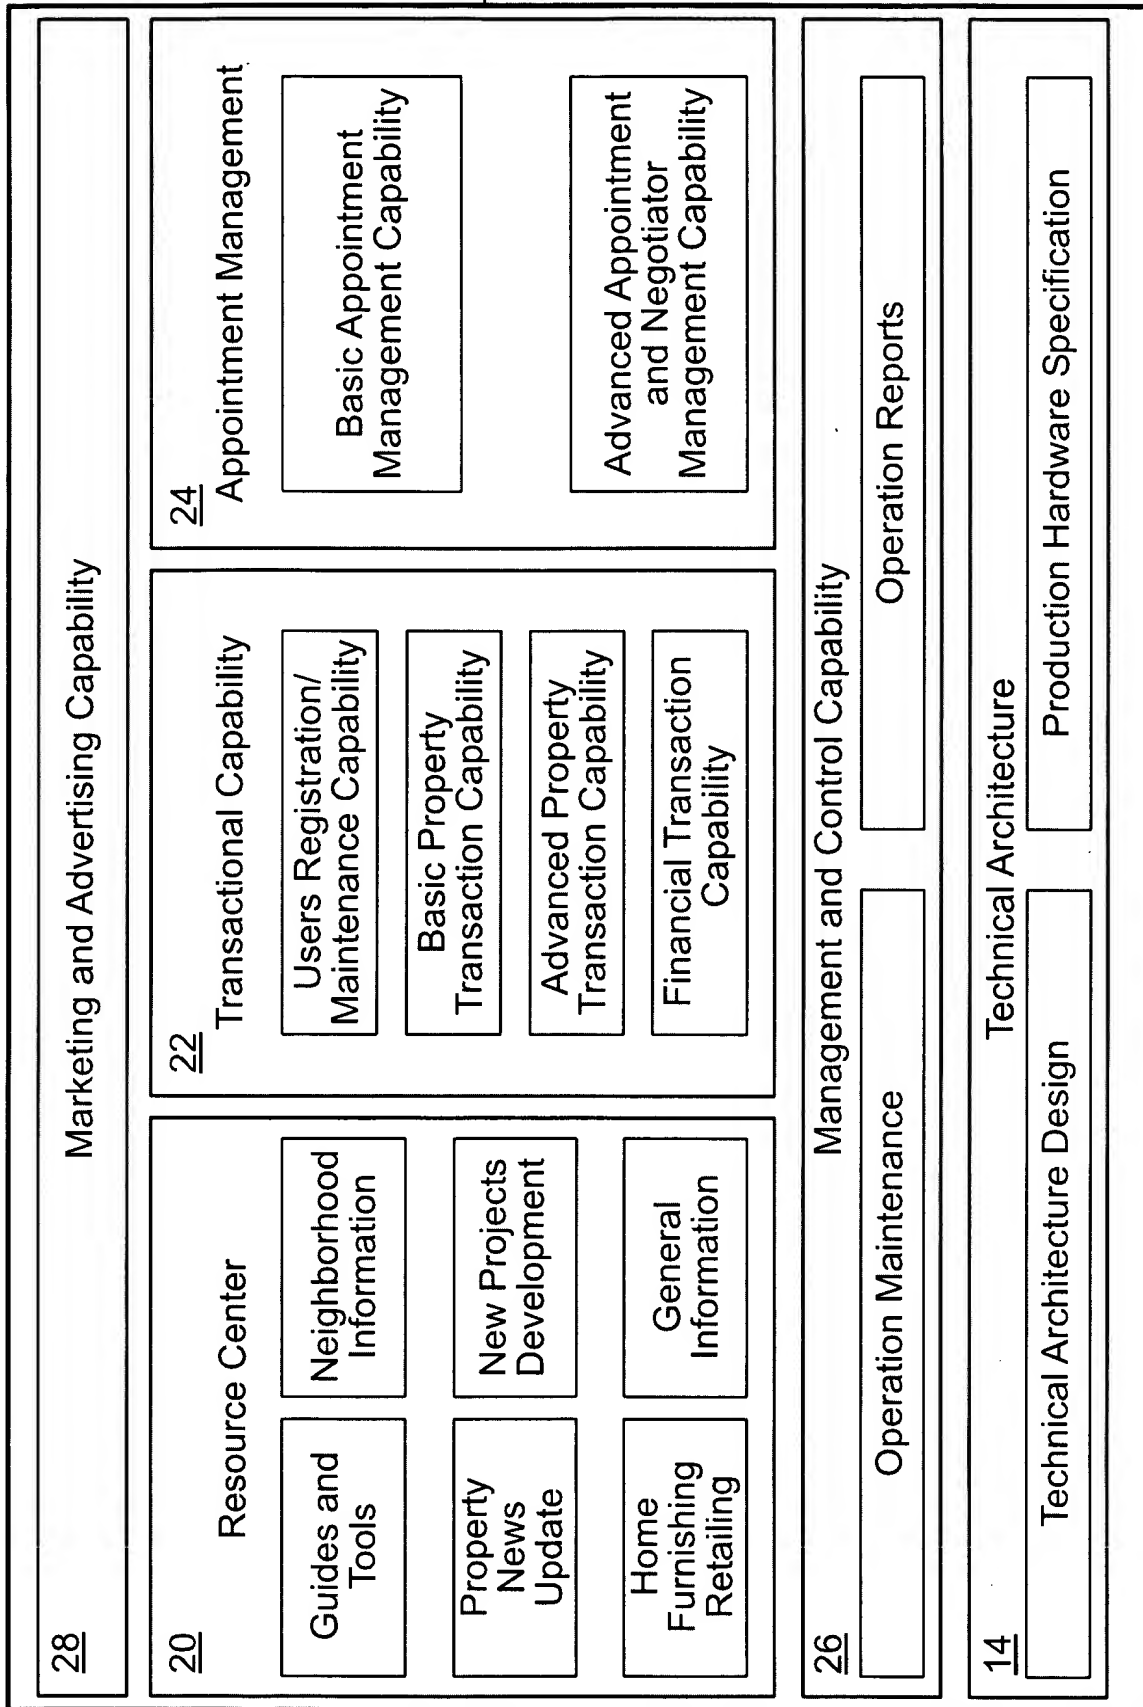 28
Marketing and Advertising Capability
20
Resource Center
Guides and
Tools
Neighborhood
Information
Property
News
Update
New Projects
Development
Home
Furnishing
Retailing
General
Information
22
Transactional Capability
Users Registration/
Maintenance Capability
Basic Property
Transaction Capability
Advanced Property
Transaction Capability
Financial Transaction
Capability
24
Appointment Management
Basic Appointment
Management Capability
Advanced Appointment
and Negotiator
Management Capability
26
Management and Control Capability
Operation Maintenance
Operation Reports
14
Technical Architecture
Technical Architecture Design
Production Hardware Specification